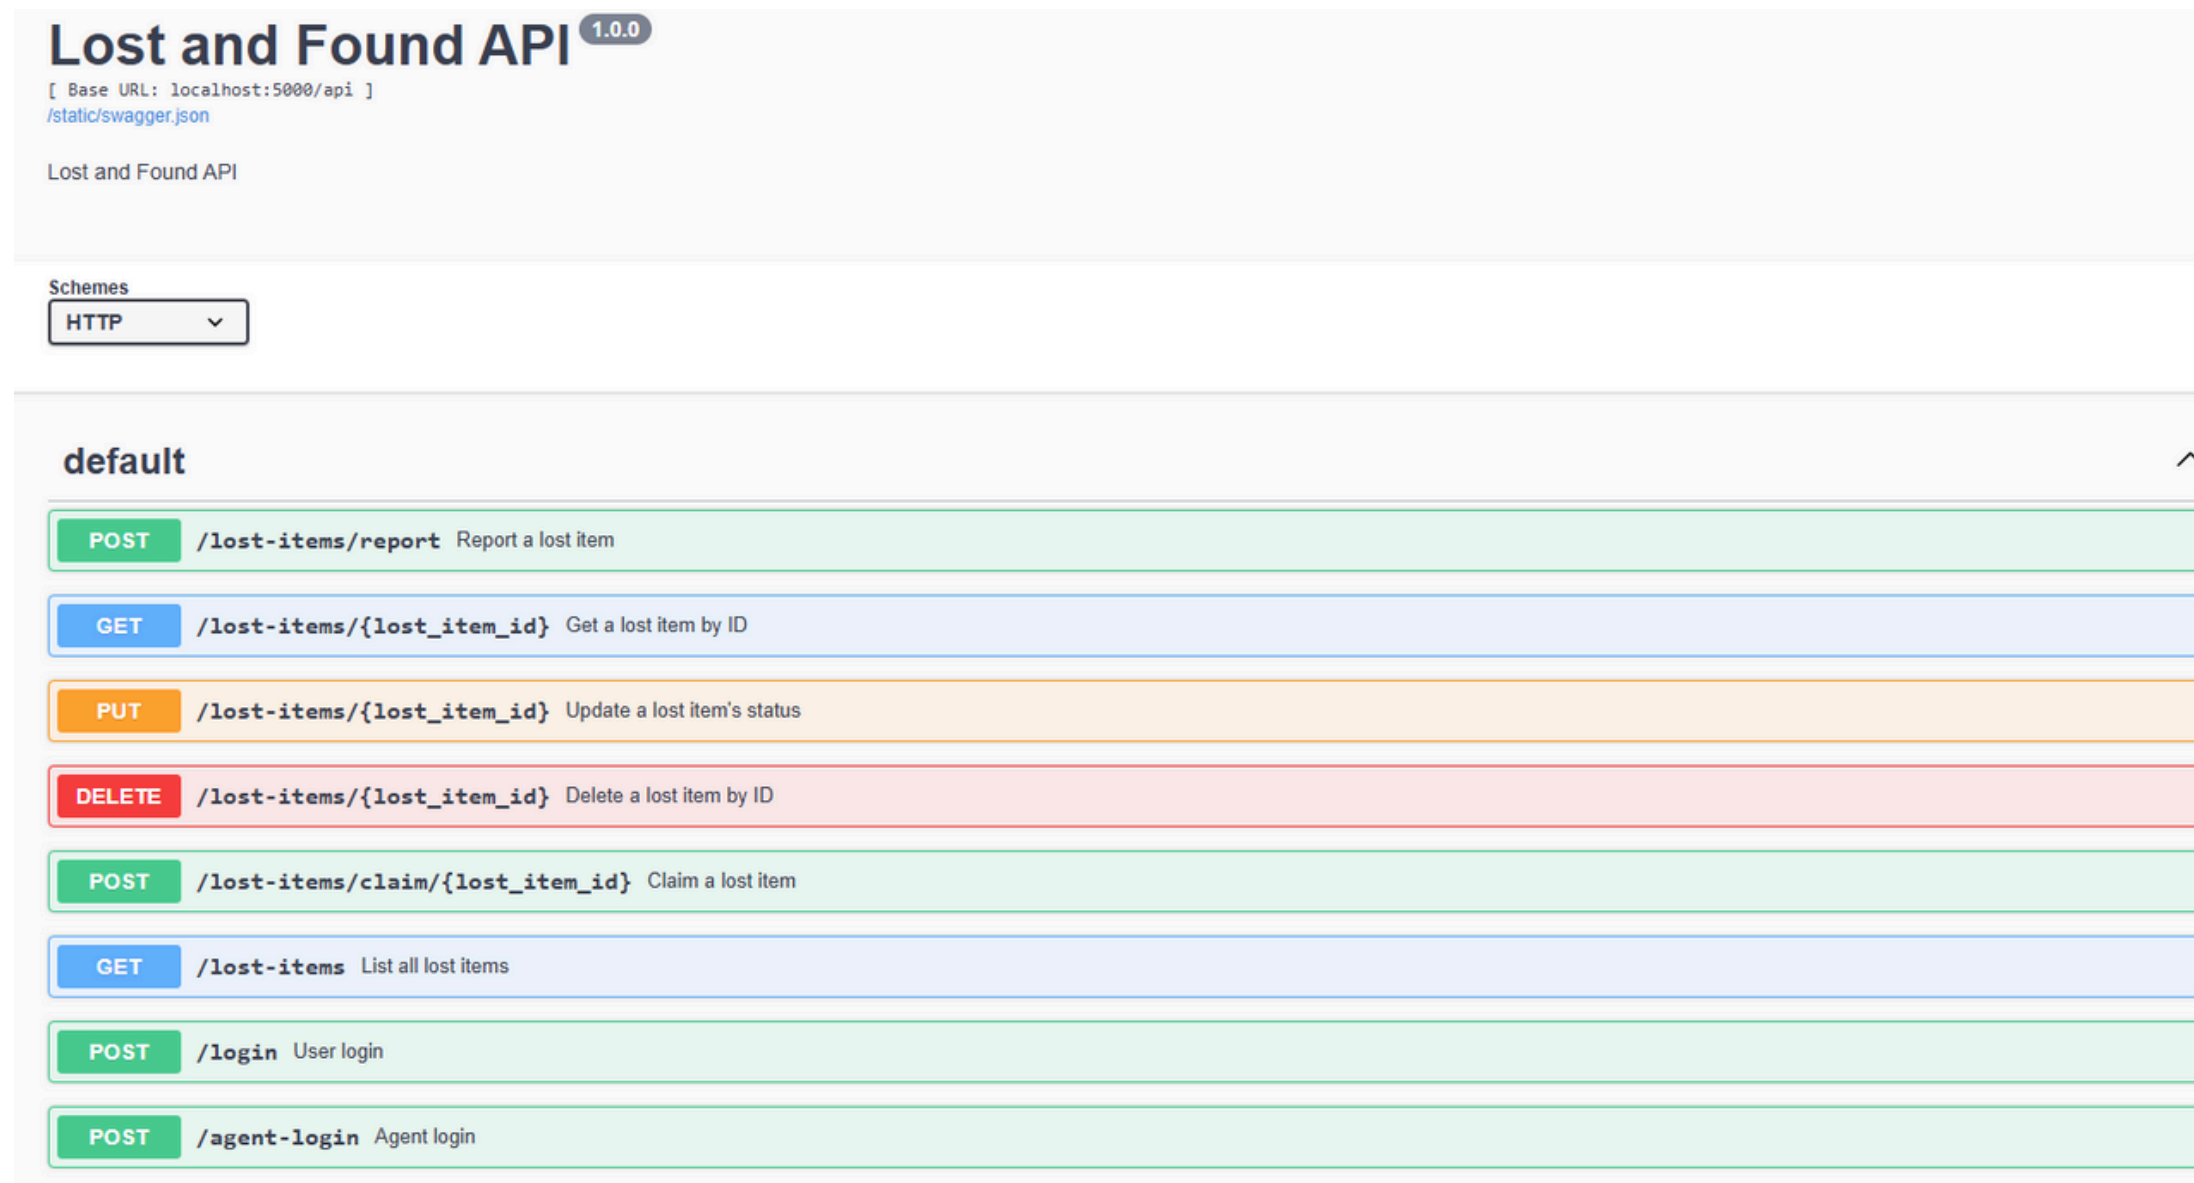 Lost and Found API 1.0.0
[ Base URL: localhost:5000/api ]
/static/swagger.json
Lost and Found API
Schemes
HTTP
default
POST /lost-items/report Report a lost item
GET /lost-items/{lost_item_id} Get a lost item by ID
PUT /lost-items/{lost_item_id} Update a lost item's status
DELETE /lost-items/{lost_item_id} Delete a lost item by ID
POST /lost-items/claim/{lost_item_id} Claim a lost item
GET /lost-items List all lost items
POST /login User login
POST /agent-login Agent login